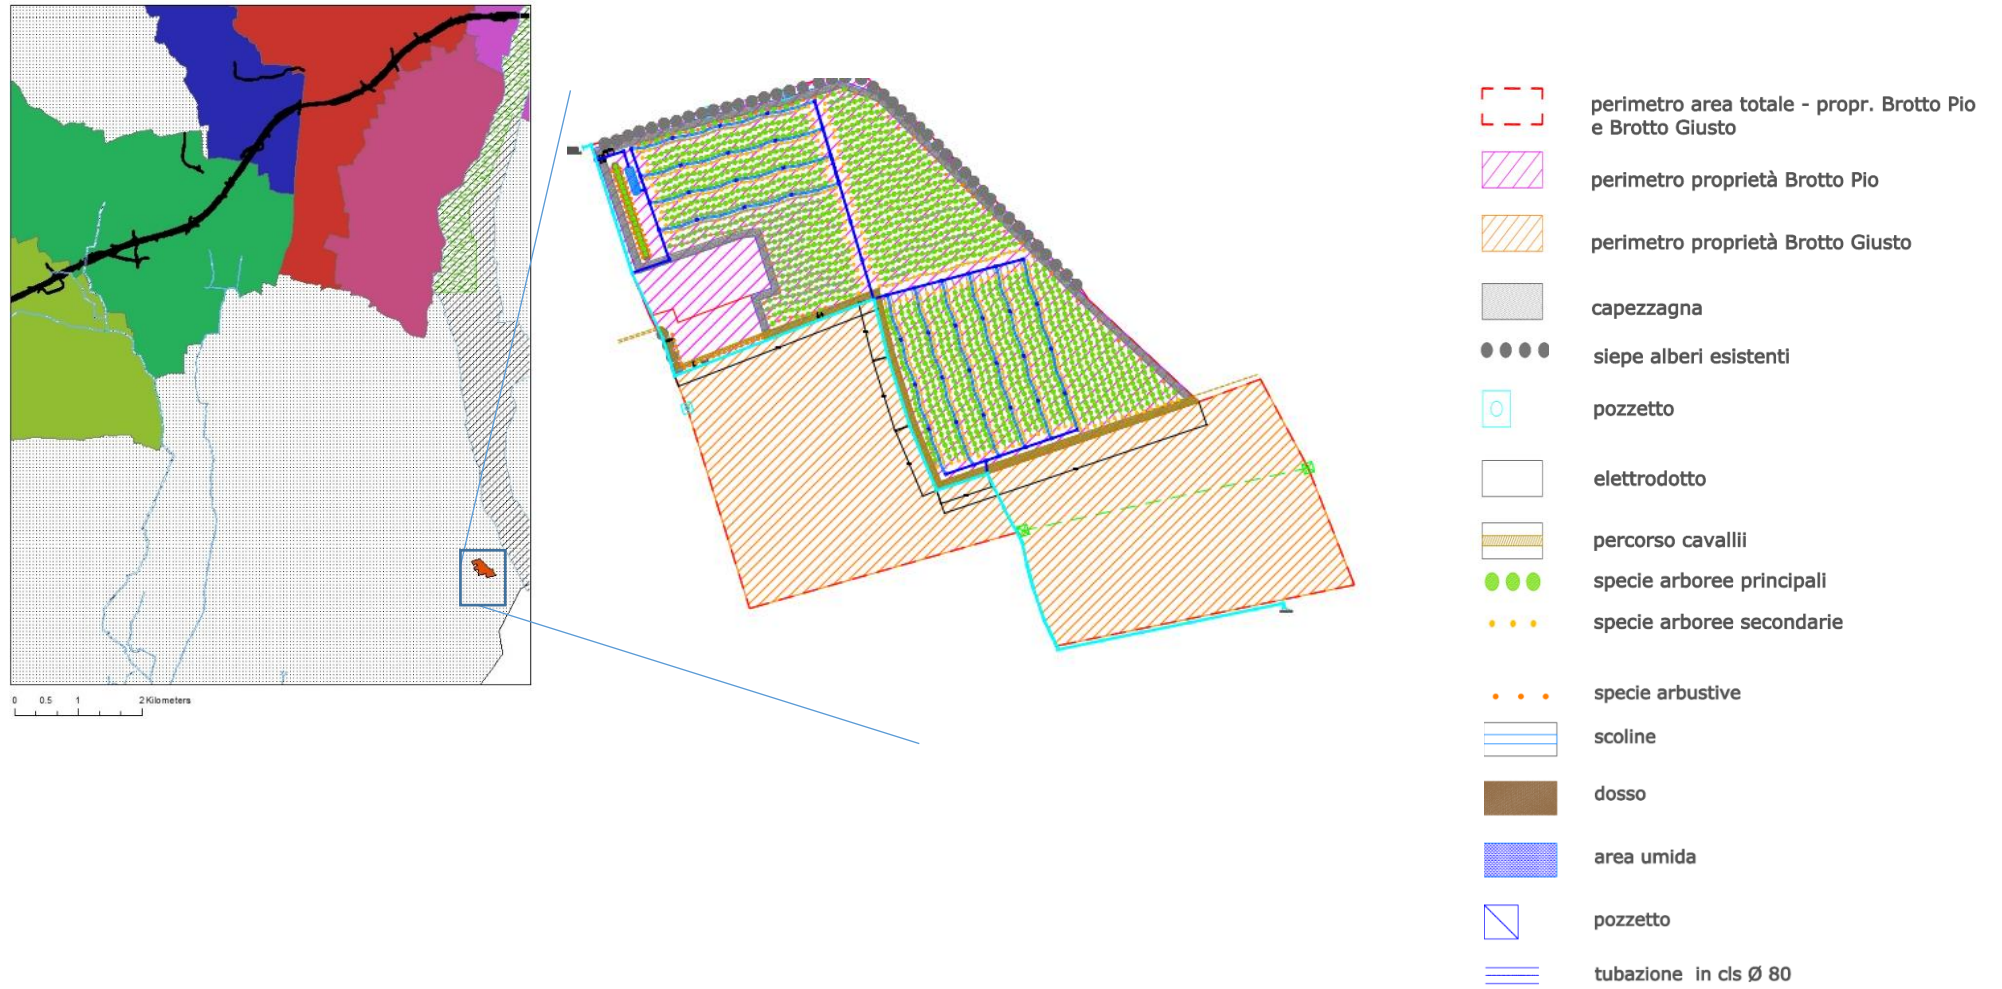 perimetro area totale - propr. Brotto Pio
e Brotto Giusto
perimetro proprietà Brotto Pio
perimetro proprietà Brotto Giusto
capezzagna
siepe alberi esistenti
pozzetto
elettrodotto
percorso cavallii
specie arboree principali
specie arboree secondarie
specie arbustive
scoline
dosso
area umida
pozzetto
tubazione in cls Ø 80
0 0.5 1 2 Kilometers